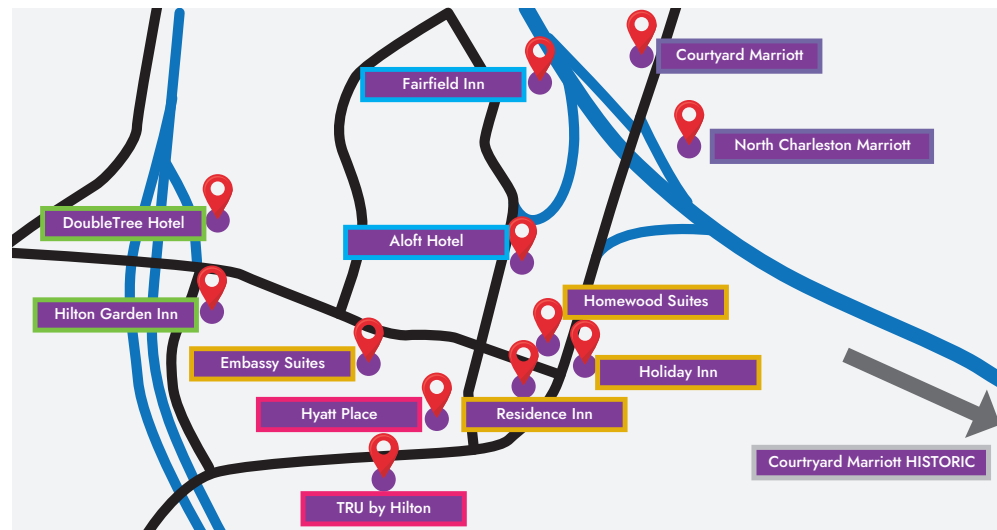 Courtyard Marriott
Fairfield Inn
North Charleston Marriott
DoubleTree Hotel
Aloft Hotel
Homewood Suites
Hilton Garden Inn
Embassy Suites
Holiday Inn
Hyatt Place
Residence Inn
Courtryard Marriott HISTORIC
TRU by Hilton